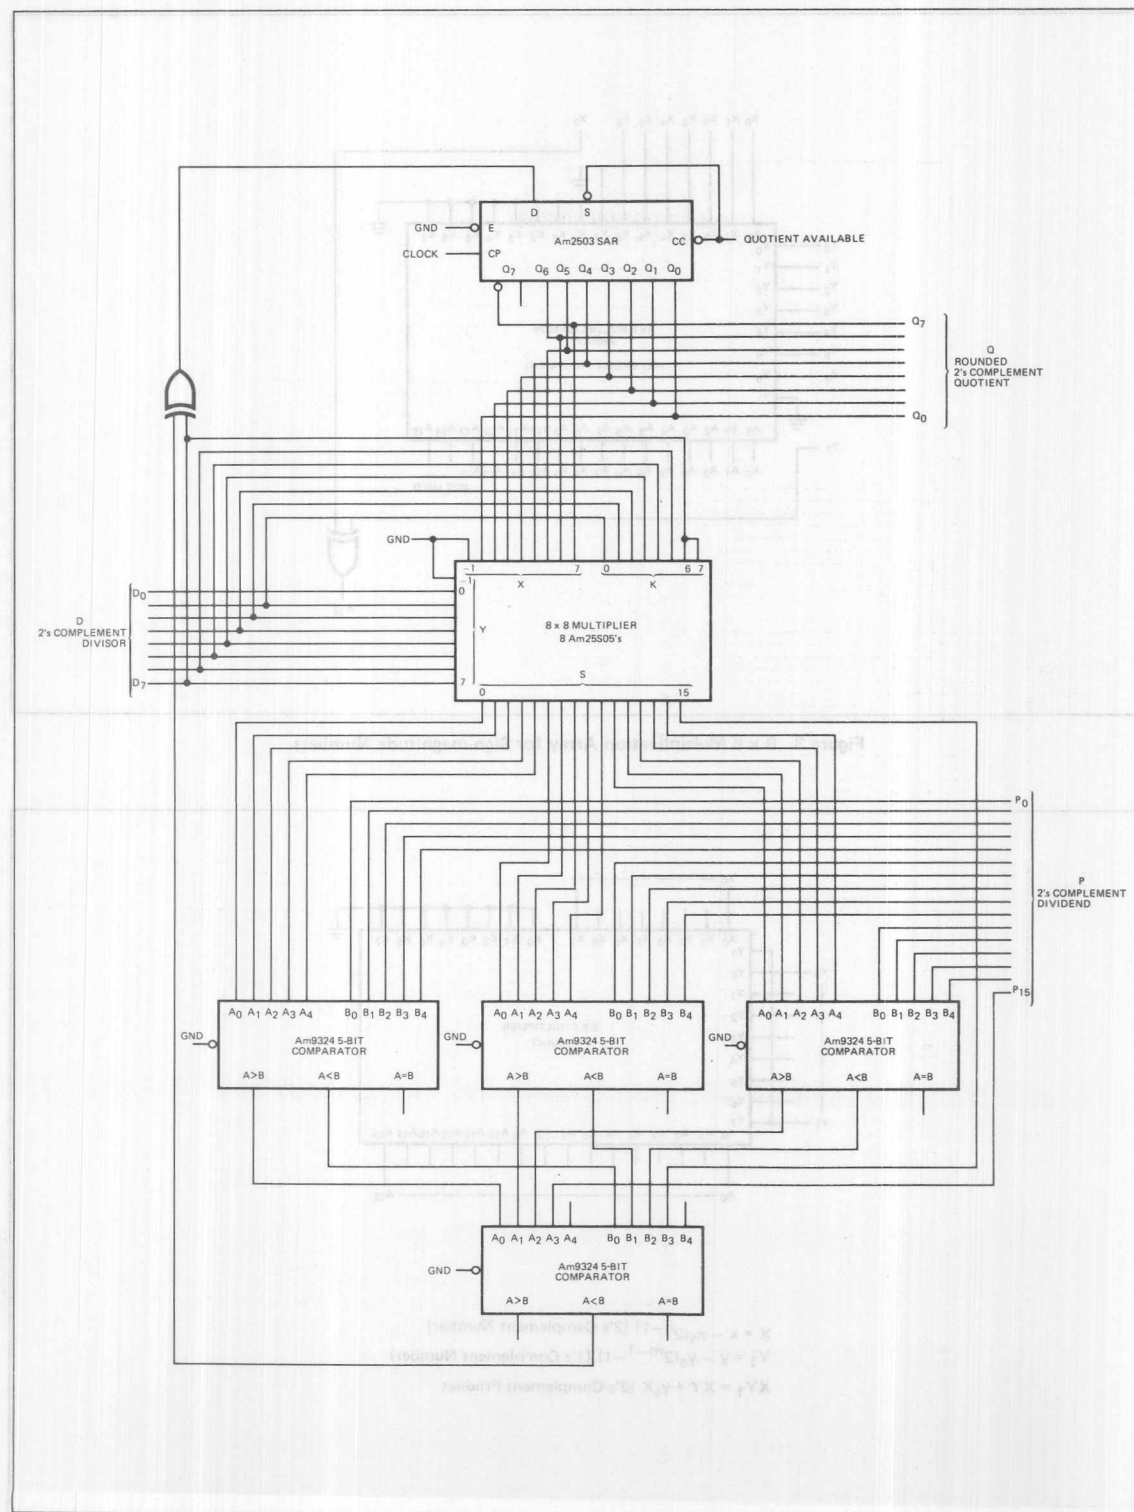 D S
GND E
Am2503 SAR
CC QUOTIENT AVAILABLE
CLOCK CP
Q7 Q6 Q5 Q4 Q3 Q2 Q1 Q0
Q7
Q
ROUNDED
2's COMPLEMENT
QUOTIENT
Q0
GND
-1 7 0 6 7
X K
-1
0
D0
D
2's COMPLEMENT
DIVISOR
D7
Y
8 x 8 MULTIPLIER
8 Am25S05's
S
7
0 15
P0
P
2's COMPLEMENT
DIVIDEND
P15
A0 A1 A2 A3 A4 B0 B1 B2 B3 B4
GND
Am9324 5-BIT
COMPARATOR
A>B A<B A=B
A0 A1 A2 A3 A4 B0 B1 B2 B3 B4
GND
Am9324 5-BIT
COMPARATOR
A>B A<B A=B
A0 A1 A2 A3 A4 B0 B1 B2 B3 B4
GND
Am9324 5-BIT
COMPARATOR
A>B A<B A=B
A0 A1 A2 A3 A4 B0 B1 B2 B3 B4
GND
Am9324 5-BIT
COMPARATOR
A>B A<B A=B